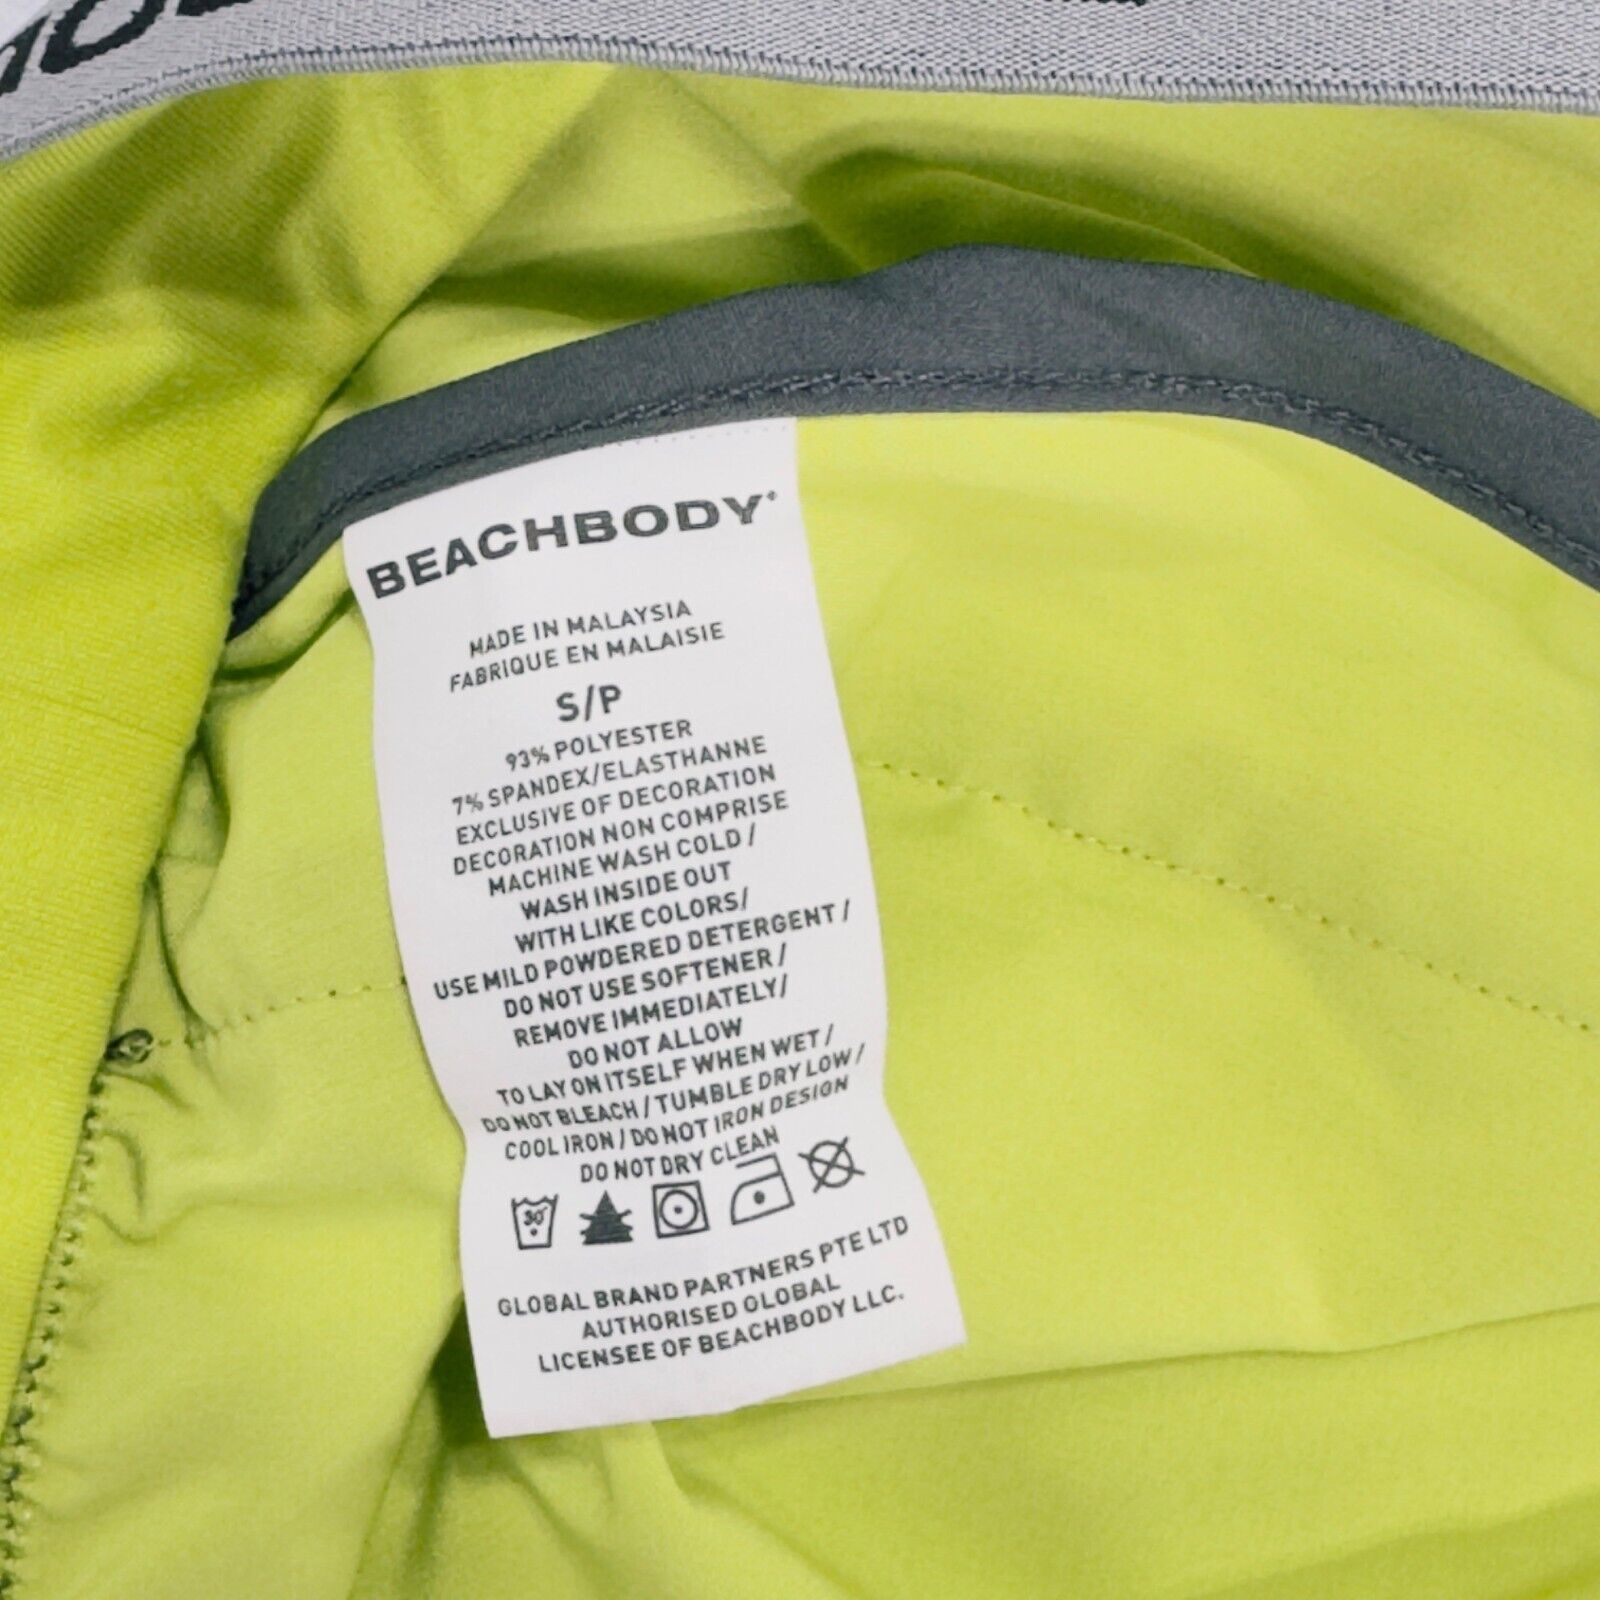 BEACHBODY®
MADE IN MALAYSIA
FABRIQUE EN MALAISIE
S/P
93% POLYESTER
7% SPANDEX/ELASTHANNE
EXCLUSIVE OF DECORATION
DECORATION NON COMPRISE
MACHINE WASH COLD /
WASH INSIDE OUT
WITH LIKE COLORS/
USE MILD POWDERED DETERGENT /
DO NOT USE SOFTENER /
REMOVE IMMEDIATELY/
DO NOT ALLOW
TO LAY ON ITSELF WHEN WET /
DO NOT BLEACH / TUMBLE DRY LOW /
COOL IRON / DO NOT IRON DESIGN
DO NOT DRY CLEAN
30°
GLOBAL BRAND PARTNERS PTE LTD
AUTHORISED GLOBAL
LICENSEE OF BEACHBODY LLC.